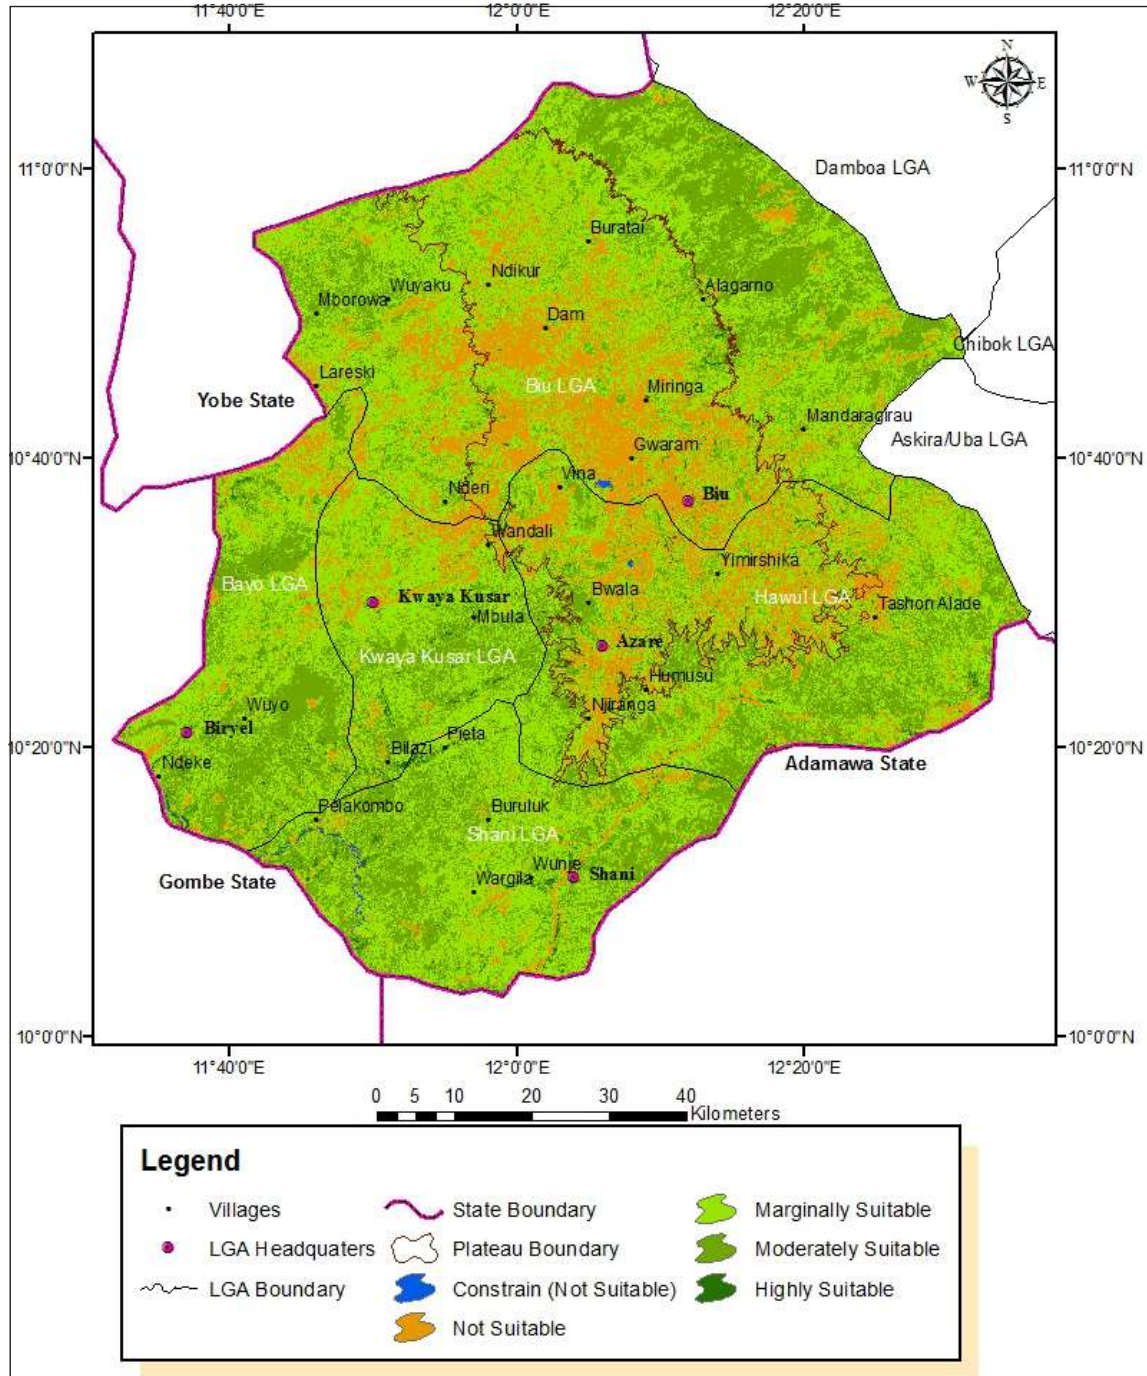 11°40'0"E 12°0'0"E 12°20'0"E
N
W E
S
11°0'0"N 11°0'0"N
Damboa LGA
Buratai
Ndikur
Wuyaku Alagarno
Mborowa
Dam
Chibok LGA
Lareski Biu LGA Miringa
Yobe State
Mandaragirau
Askira/Uba LGA
10°40'0"N Gwaram 10°40'0"N
Vina
Nderi Biu
Wandali
Yimirshika
Bayo LGA Bwala Hawul LGA
Kwaya Kusar Tashon Alade
Mbula
Azare
Kwaya Kusar LGA
Humusu
Wuyo Njiranga
Biryel
10°20'0"N Pieta 10°20'0"N
Bilazi
Ndeke Adamawa State
Pelakombo Buruluk
Shani LGA
Wunje
Gombe State Wargila Shani
10°0'0"N 10°0'0"N
11°40'0"E 12°0'0"E 12°20'0"E
0 5 10 20 30 40
Kilometers
Legend
Villages State Boundary Marginally Suitable
LGA Headquaters Plateau Boundary Moderately Suitable
LGA Boundary Constrain (Not Suitable) Highly Suitable
Not Suitable